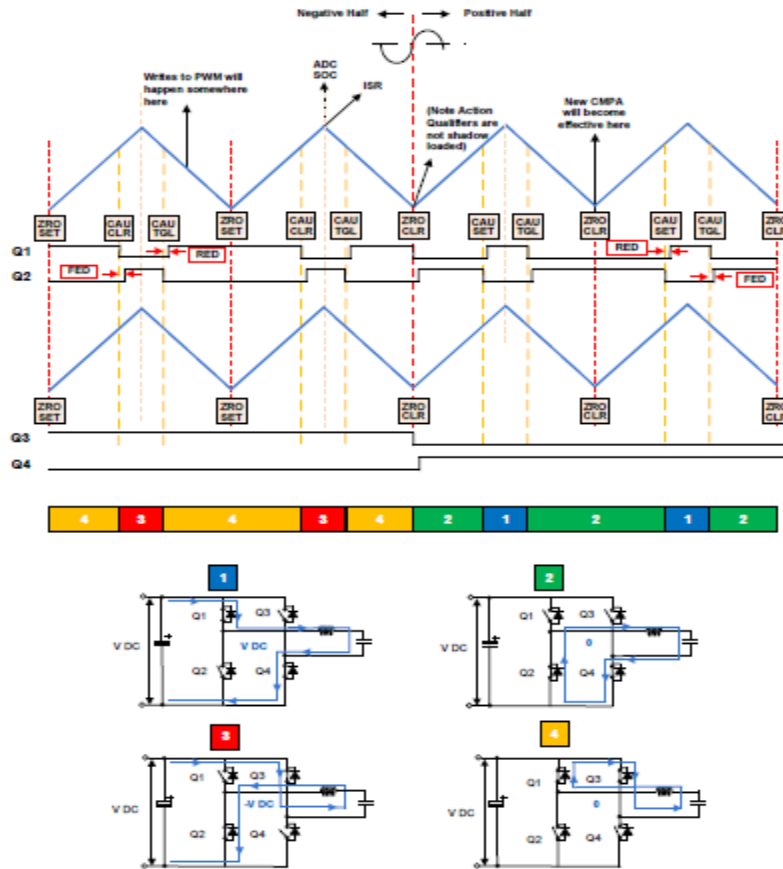 Negative Half
Positive Half
Writes to PWM will
happen somewhere
here
ADC
SOC
ISR
(Note Action
Qualifiers are
not shadow
loaded)
New CMPA
will become
effective here
ZRO
SET
CAU
CLR
CAU
TGL
ZRO
SET
CAU
CLR
CAU
TGL
ZRO
CLR
CAU
SET
CAU
TGL
ZRO
CLR
CAU
SET
CAU
TGL
ZRO
CLR
Q1
RED
RED
Q2
FED
FED
ZRO
SET
ZRO
SET
ZRO
CLR
ZRO
CLR
ZRO
CLR
Q3
Q4
4 3 4 3 4 2 1 2 1 2
1
Q1 Q3
V DC
V DC
Q2 Q4
2
Q1 Q3
V DC
0
Q2 Q4
3
Q1 Q3
V DC
-V DC
Q2 Q4
4
Q1 Q3
V DC
0
Q2 Q4